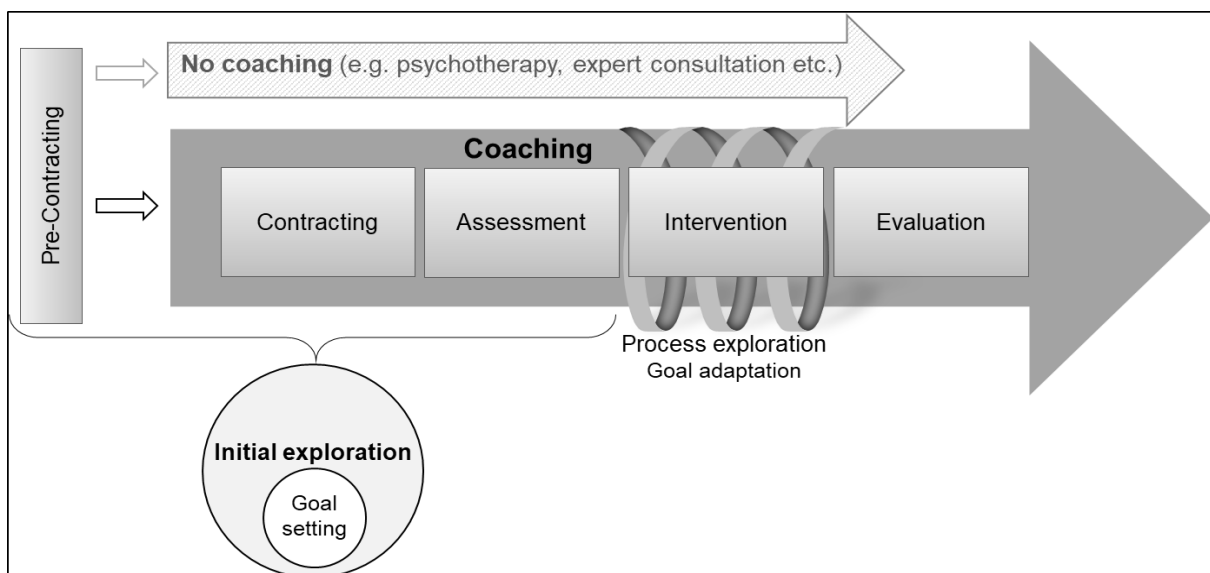 Pre-Contracting
No coaching (e.g. psychotherapy, expert consultation etc.)
Coaching
Contracting
Assessment
Intervention
Evaluation
Process exploration
Goal adaptation
Initial exploration
Goal
setting